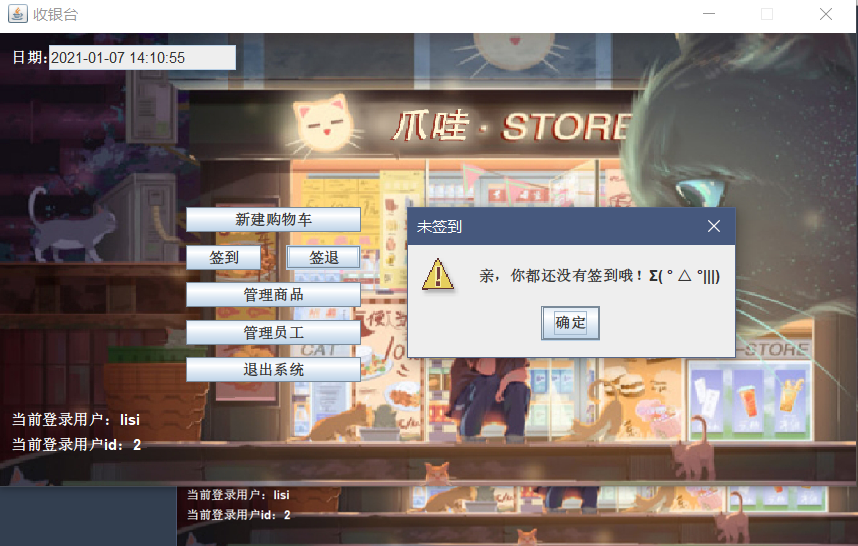 收银台
日期:2021-01-07 14:10:55
爪哇·STORE
新建购物车
签到 签退
管理商品
管理员工
退出系统
未签到
亲，你都还没有签到哦！Σ( ° △ °|||)
确定
CAT
STORE
当前登录用户：lisi
当前登录用户id：2
当前登录用户：lisi
当前登录用户id：2